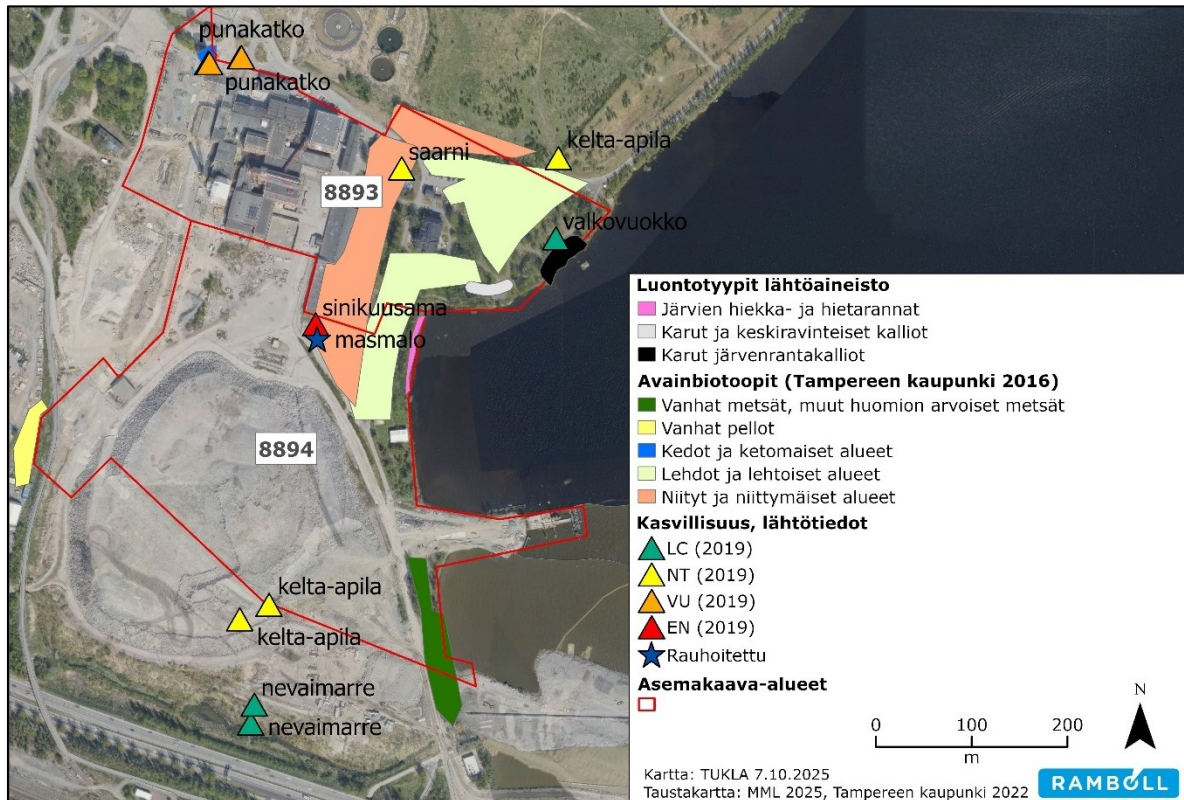 punakatko
punakatko
saarni
kelta-apila
8893
valkovuokko
sinikuusama
masmalo
8894
kelta-apila
kelta-apila
nevaimarre
nevaimarre
Luontotyypit lähtöaineisto
Järvien hiekka- ja hietarannat
Karut ja keskiravinteiset kalliot
Karut järvenrantakalliot
Avainbiotoopit (Tampereen kaupunki 2016)
Vanhat metsät, muut huomion arvoiset metsät
Vanhat pellot
Kedot ja ketomaiset alueet
Lehdot ja lehtoiset alueet
Niityt ja niittymäiset alueet
Kasvillisuus, lähtötiedot
LC (2019)
NT (2019)
VU (2019)
EN (2019)
Rauhoitettu
Asemakaava-alueet
N
0 100 200
m
Kartta: TUKLA 7.10.2025
Taustakartta: MML 2025, Tampereen kaupunki 2022
RAMBOLL